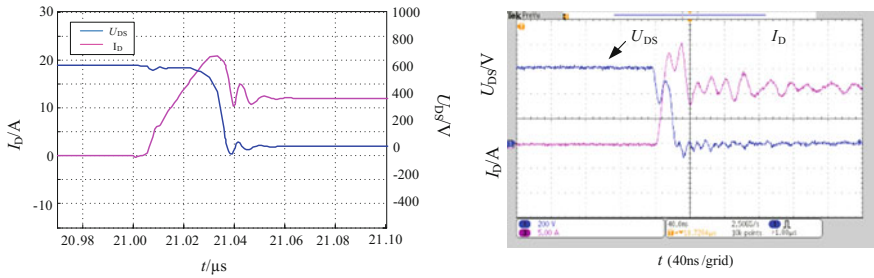 30
20
10
0
-10
I_D/A
U_DS
I_D
1000
800
600
400
200
0
-200
-400
U_DS/V
20.98 21.00 21.02 21.04 21.06 21.08 21.10
t/μs
U_DS/V
I_D/A
U_DS
I_D
200 V
5.00 A
40.0ns
10k points
t (40ns/grid)